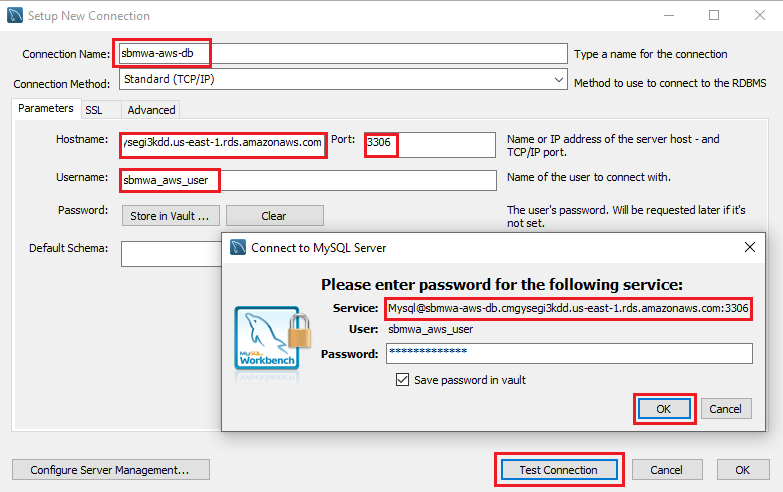 Setup New Connection
Connection Name: sbmwa-aws-db Type a name for the connection
Connection Method: Standard (TCP/IP) Method to use to connect to the RDBMS
Parameters SSL Advanced
Hostname: ysegi3kdd.us-east-1.rds.amazonaws.com Port: 3306 Name or IP address of the server host - and
TCP/IP port.
Username: sbmwa_aws_user Name of the user to connect with.
Password: Store in Vault ... Clear The user's password. Will be requested later if it's
not set.
Default Schema:
Connect to MySQL Server
Please enter password for the following service:
Service: Mysql@sbmwa-aws-db.cmgysegi3kdd.us-east-1.rds.amazonaws.com:3306
User: sbmwa_aws_user
Password: *************
Save password in vault
MySQL
Workbench
OK Cancel
Configure Server Management... Test Connection Cancel OK